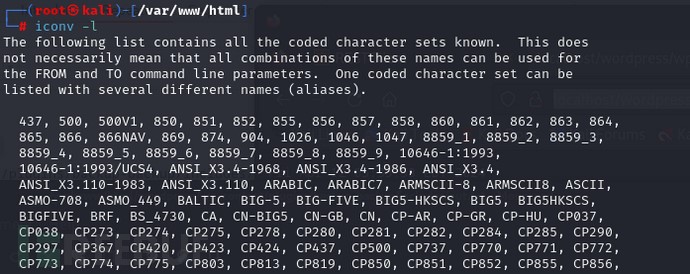 (root㉿kali)-[/var/www/html]
# iconv -l
The following list contains all the coded character sets known.  This does
not necessarily mean that all combinations of these names can be used for
the FROM and TO command line parameters.  One coded character set can be
listed with several different names (aliases).
437, 500, 500V1, 850, 851, 852, 855, 856, 857, 858, 860, 861, 862, 863, 864,
865, 866, 866NAV, 869, 874, 904, 1026, 1046, 1047, 8859_1, 8859_2, 8859_3,
8859_4, 8859_5, 8859_6, 8859_7, 8859_8, 8859_9, 10646-1:1993,
10646-1:1993/UCS4, ANSI_X3.4-1968, ANSI_X3.4-1986, ANSI_X3.4,
ANSI_X3.110-1983, ANSI_X3.110, ARABIC, ARABIC7, ARMSCII-8, ARMSCII8, ASCII,
ASMO-708, ASMO_449, BALTIC, BIG-5, BIG-FIVE, BIG5-HKSCS, BIG5, BIG5HKSCS,
BIGFIVE, BRF, BS_4730, CA, CN-BIG5, CN-GB, CN, CP-AR, CP-GR, CP-HU, CP037,
CP038, CP273, CP274, CP275, CP278, CP280, CP281, CP282, CP284, CP285, CP290,
CP297, CP367, CP420, CP423, CP424, CP437, CP500, CP737, CP770, CP771, CP772,
CP773, CP774, CP775, CP803, CP813, CP819, CP850, CP851, CP852, CP855, CP856,